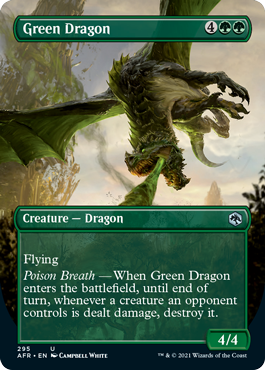 Green Dragon 4
Creature — Dragon
Flying
Poison Breath — When Green Dragon
enters the battlefield, until end of
turn, whenever a creature an opponent
controls is dealt damage, destroy it.
4/4
295 U
AFR • EN Campbell White ™ & © 2021 Wizards of the Coast